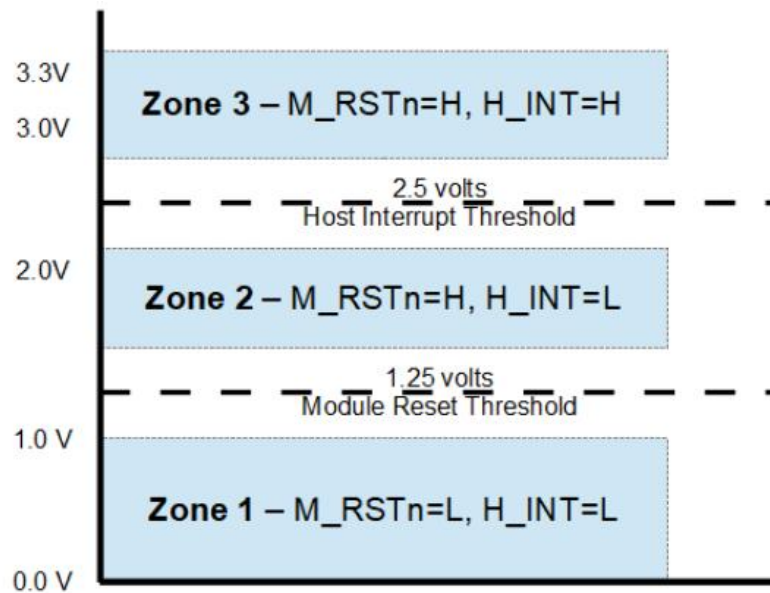 3.3V
Zone 3 – M_RSTn=H, H_INT=H
3.0V
2.5 volts
Host Interrupt Threshold
2.0V
Zone 2 – M_RSTn=H, H_INT=L
1.25 volts
Module Reset Threshold
1.0 V
Zone 1 – M_RSTn=L, H_INT=L
0.0 V